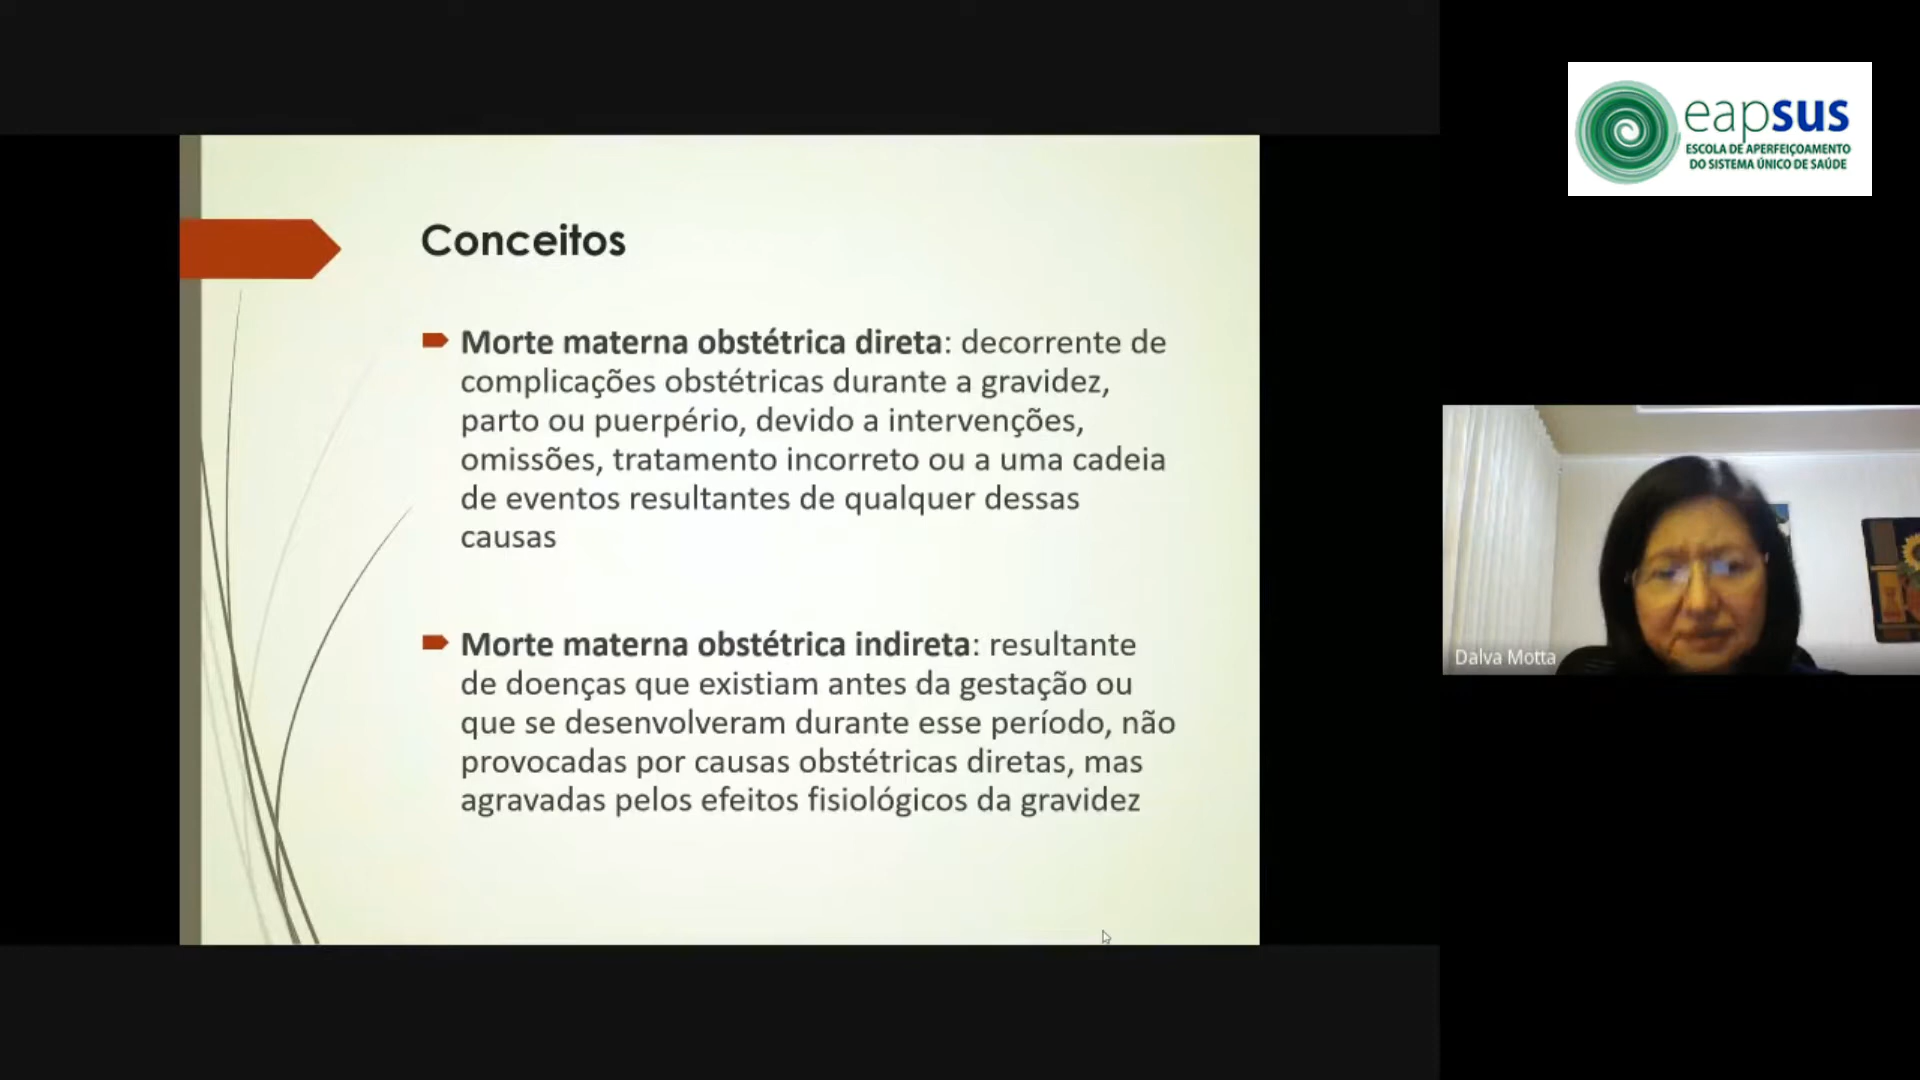 eapsus
ESCOLA DE APERFEIÇOAMENTO
DO SISTEMA ÚNICO DE SAÚDE
Conceitos
Morte materna obstétrica direta: decorrente de
complicações obstétricas durante a gravidez,
parto ou puerpério, devido a intervenções,
omissões, tratamento incorreto ou a uma cadeia
de eventos resultantes de qualquer dessas
causas
Morte materna obstétrica indireta: resultante
de doenças que existiam antes da gestação ou
que se desenvolveram durante esse período, não
provocadas por causas obstétricas diretas, mas
agravadas pelos efeitos fisiológicos da gravidez
Dalva Motta